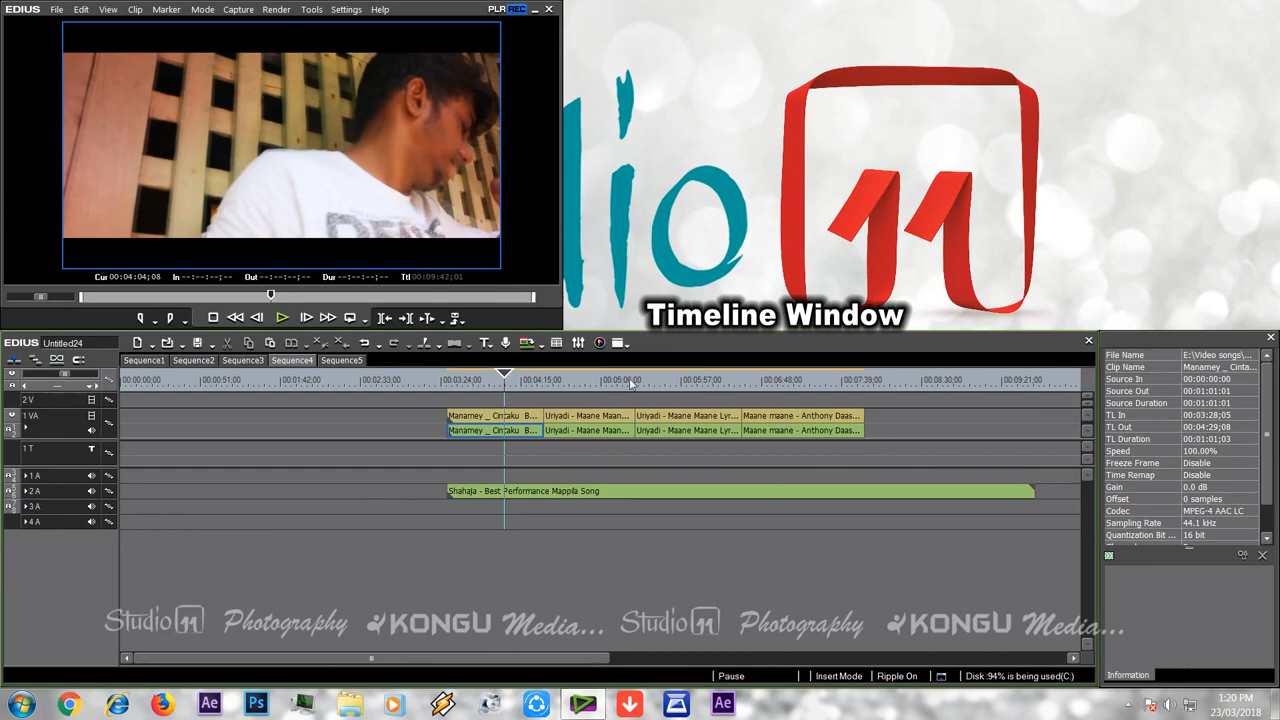 EDIUS File Edit View Clip Marker Mode Capture Render Tools Settings Help PLR REC
Cur 00:04:04;08 In --:--:--;-- Out --:--:--;-- Dur --:--:--;-- Ttl 00:09:42;01
dio 11
Timeline Window
EDIUS Untitled24
Sequence1 Sequence2 Sequence3 Sequence4 Sequence5
00:00:00;00 00:00:51;00 00:01:42;00 00:02:33;00 00:03:24;00 00:04:15;00 00:05:06;00 00:05:57;00 00:06:48;00 00:07:39;00 00:08:30;00 00:09:21;00
2 V
1 VA Manamey _ Cintaku B... Uriyadi - Maane Maan... Uriyadi - Maane Maane Lyr... Maane maane - Anthony Daas...
Manamey _ Cintaku B... Uriyadi - Maane Maan... Uriyadi - Maane Maane Lyr... Maane maane - Anthony Daas...
1 T T
1 A
2 A Shahaja - Best Performance Mappila Song
3 A
4 A
File Name E:\Video songs\...
Clip Name Manamey _ Cinta...
Source In 00:00:00:00
Source Out 00:01:01:01
Source Duration 00:01:01:01
TL In 00:03:28;05
TL Out 00:04:29;08
TL Duration 00:01:01;03
Speed 100.00%
Freeze Frame Disable
Time Remap Disable
Gain 0.0 dB
Offset 0 samples
Codec MPEG-4 AAC LC
Sampling Rate 44.1 kHz
Quantization Bit ... 16 bit
Studio 11 Photography KONGU Media... Studio 11 Photography KONGU Media...
Pause Insert Mode Ripple On Disk :94% is being used(C:)
Information
Ae Ps Ae
1:20 PM
23/03/2018